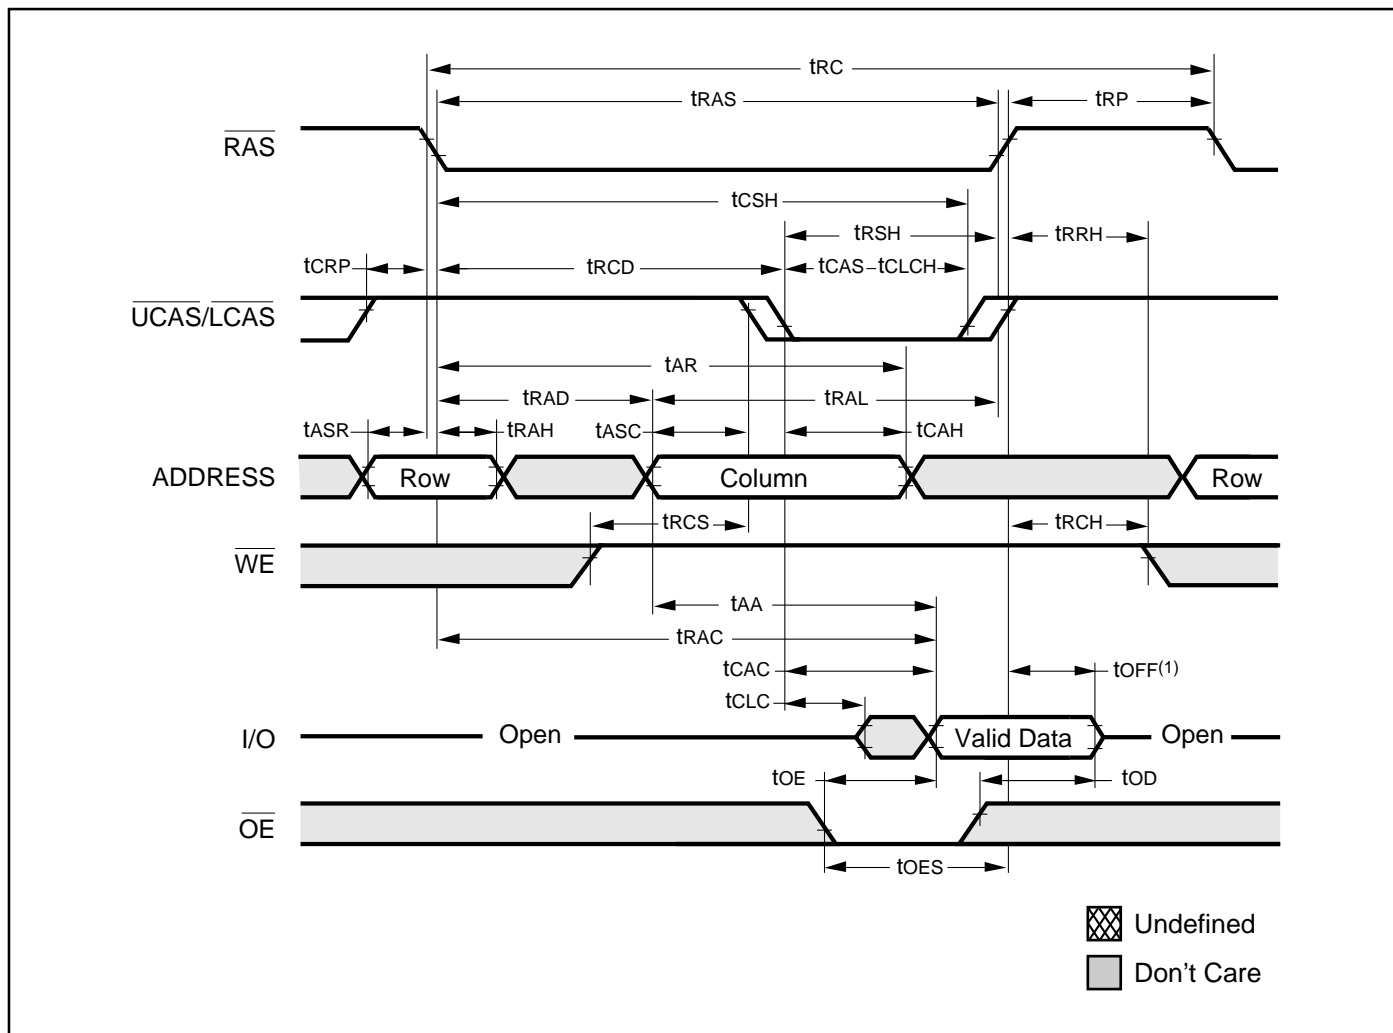 tRC
tRAS tRP
RAS
tCSH
tRSH tRRH
tCRP tRCD tCAS tCLCH
UCAS/LCAS
tAR
tRAD tRAL
tASR tRAH tASC tCAH
ADDRESS Row Column Row
tRCS tRCH
WE
tAA
tRAC
tCAC tOFF(1)
tCLC
I/O Open Valid Data Open
tOE tOD
OE
tOES
Undefined
Don't Care